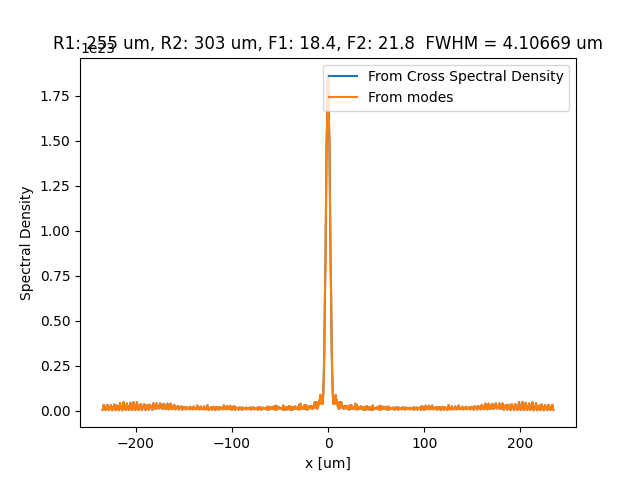 R1: 255 um, R2: 303 um, F1: 18.4, F2: 21.8  FWHM = 4.10669 um
1e23
From Cross Spectral Density
From modes
1.75
1.50
1.25
1.00
0.75
0.50
0.25
0.00
Spectral Density
−200
−100
0
100
200
x [um]